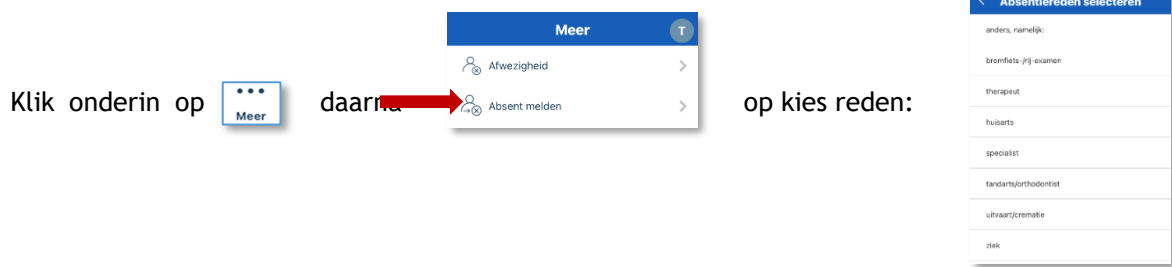 Klik onderin op
•••
Meer
daarna
Meer
T
Afwezigheid
Absent melden
op kies reden:
Absentiereden selecteren
anders, namelijk:
bromfiets-/rij-examen
therapeut
huisarts
specialist
tandarts/orthodontist
uitvaart/crematie
ziek